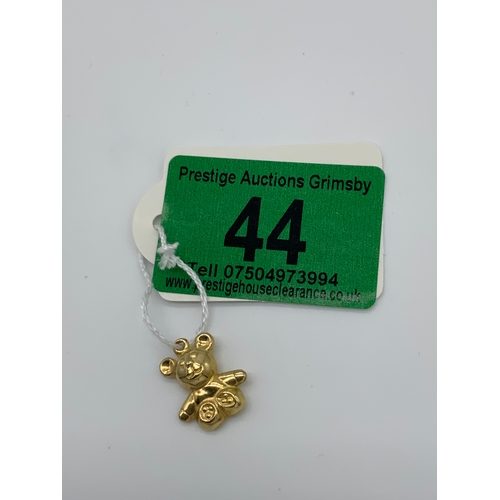 Prestige Auctions Grimsby
44
Tell 07504973994
www.prestigehouseclearance.co.uk